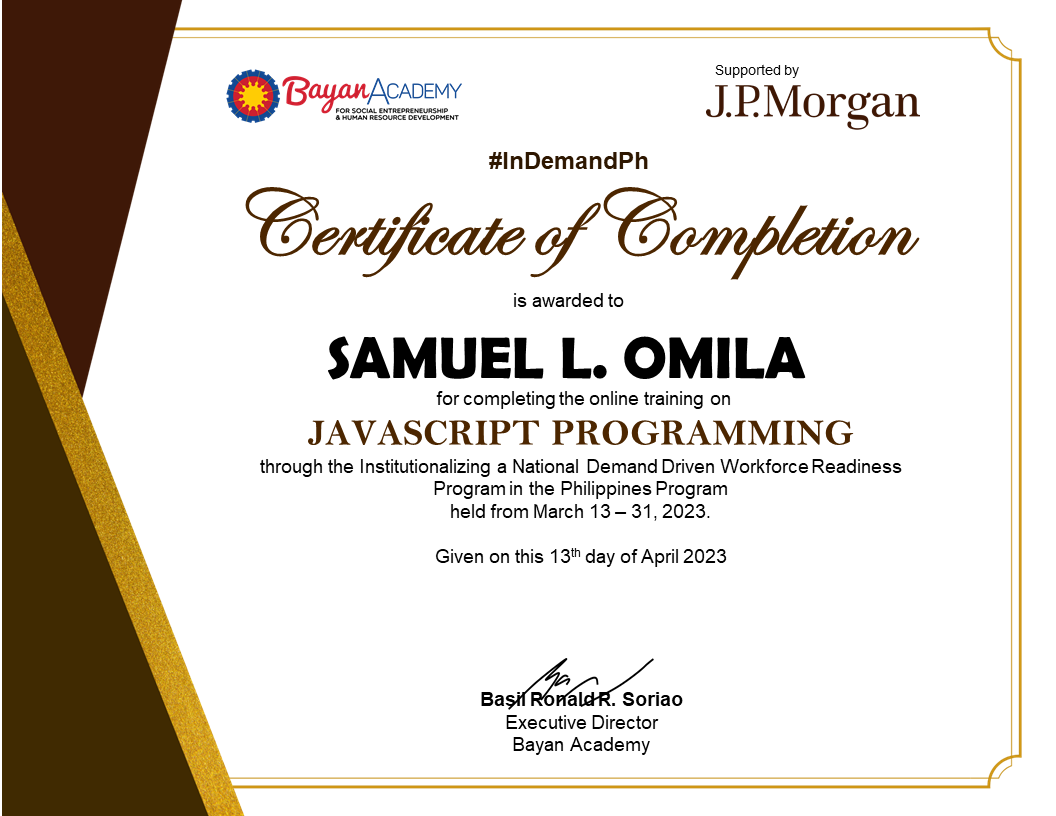 Bayan ACADEMY
FOR SOCIAL ENTREPRENEURSHIP
& HUMAN RESOURCE DEVELOPMENT
Supported by
J.P.Morgan
#InDemandPh
Certificate of Completion
is awarded to
SAMUEL L. OMILA
for completing the online training on
JAVASCRIPT PROGRAMMING
through the Institutionalizing a National Demand Driven Workforce Readiness
Program in the Philippines Program
held from March 13 – 31, 2023.
Given on this 13th day of April 2023
Basil Ronald R. Soriao
Executive Director
Bayan Academy